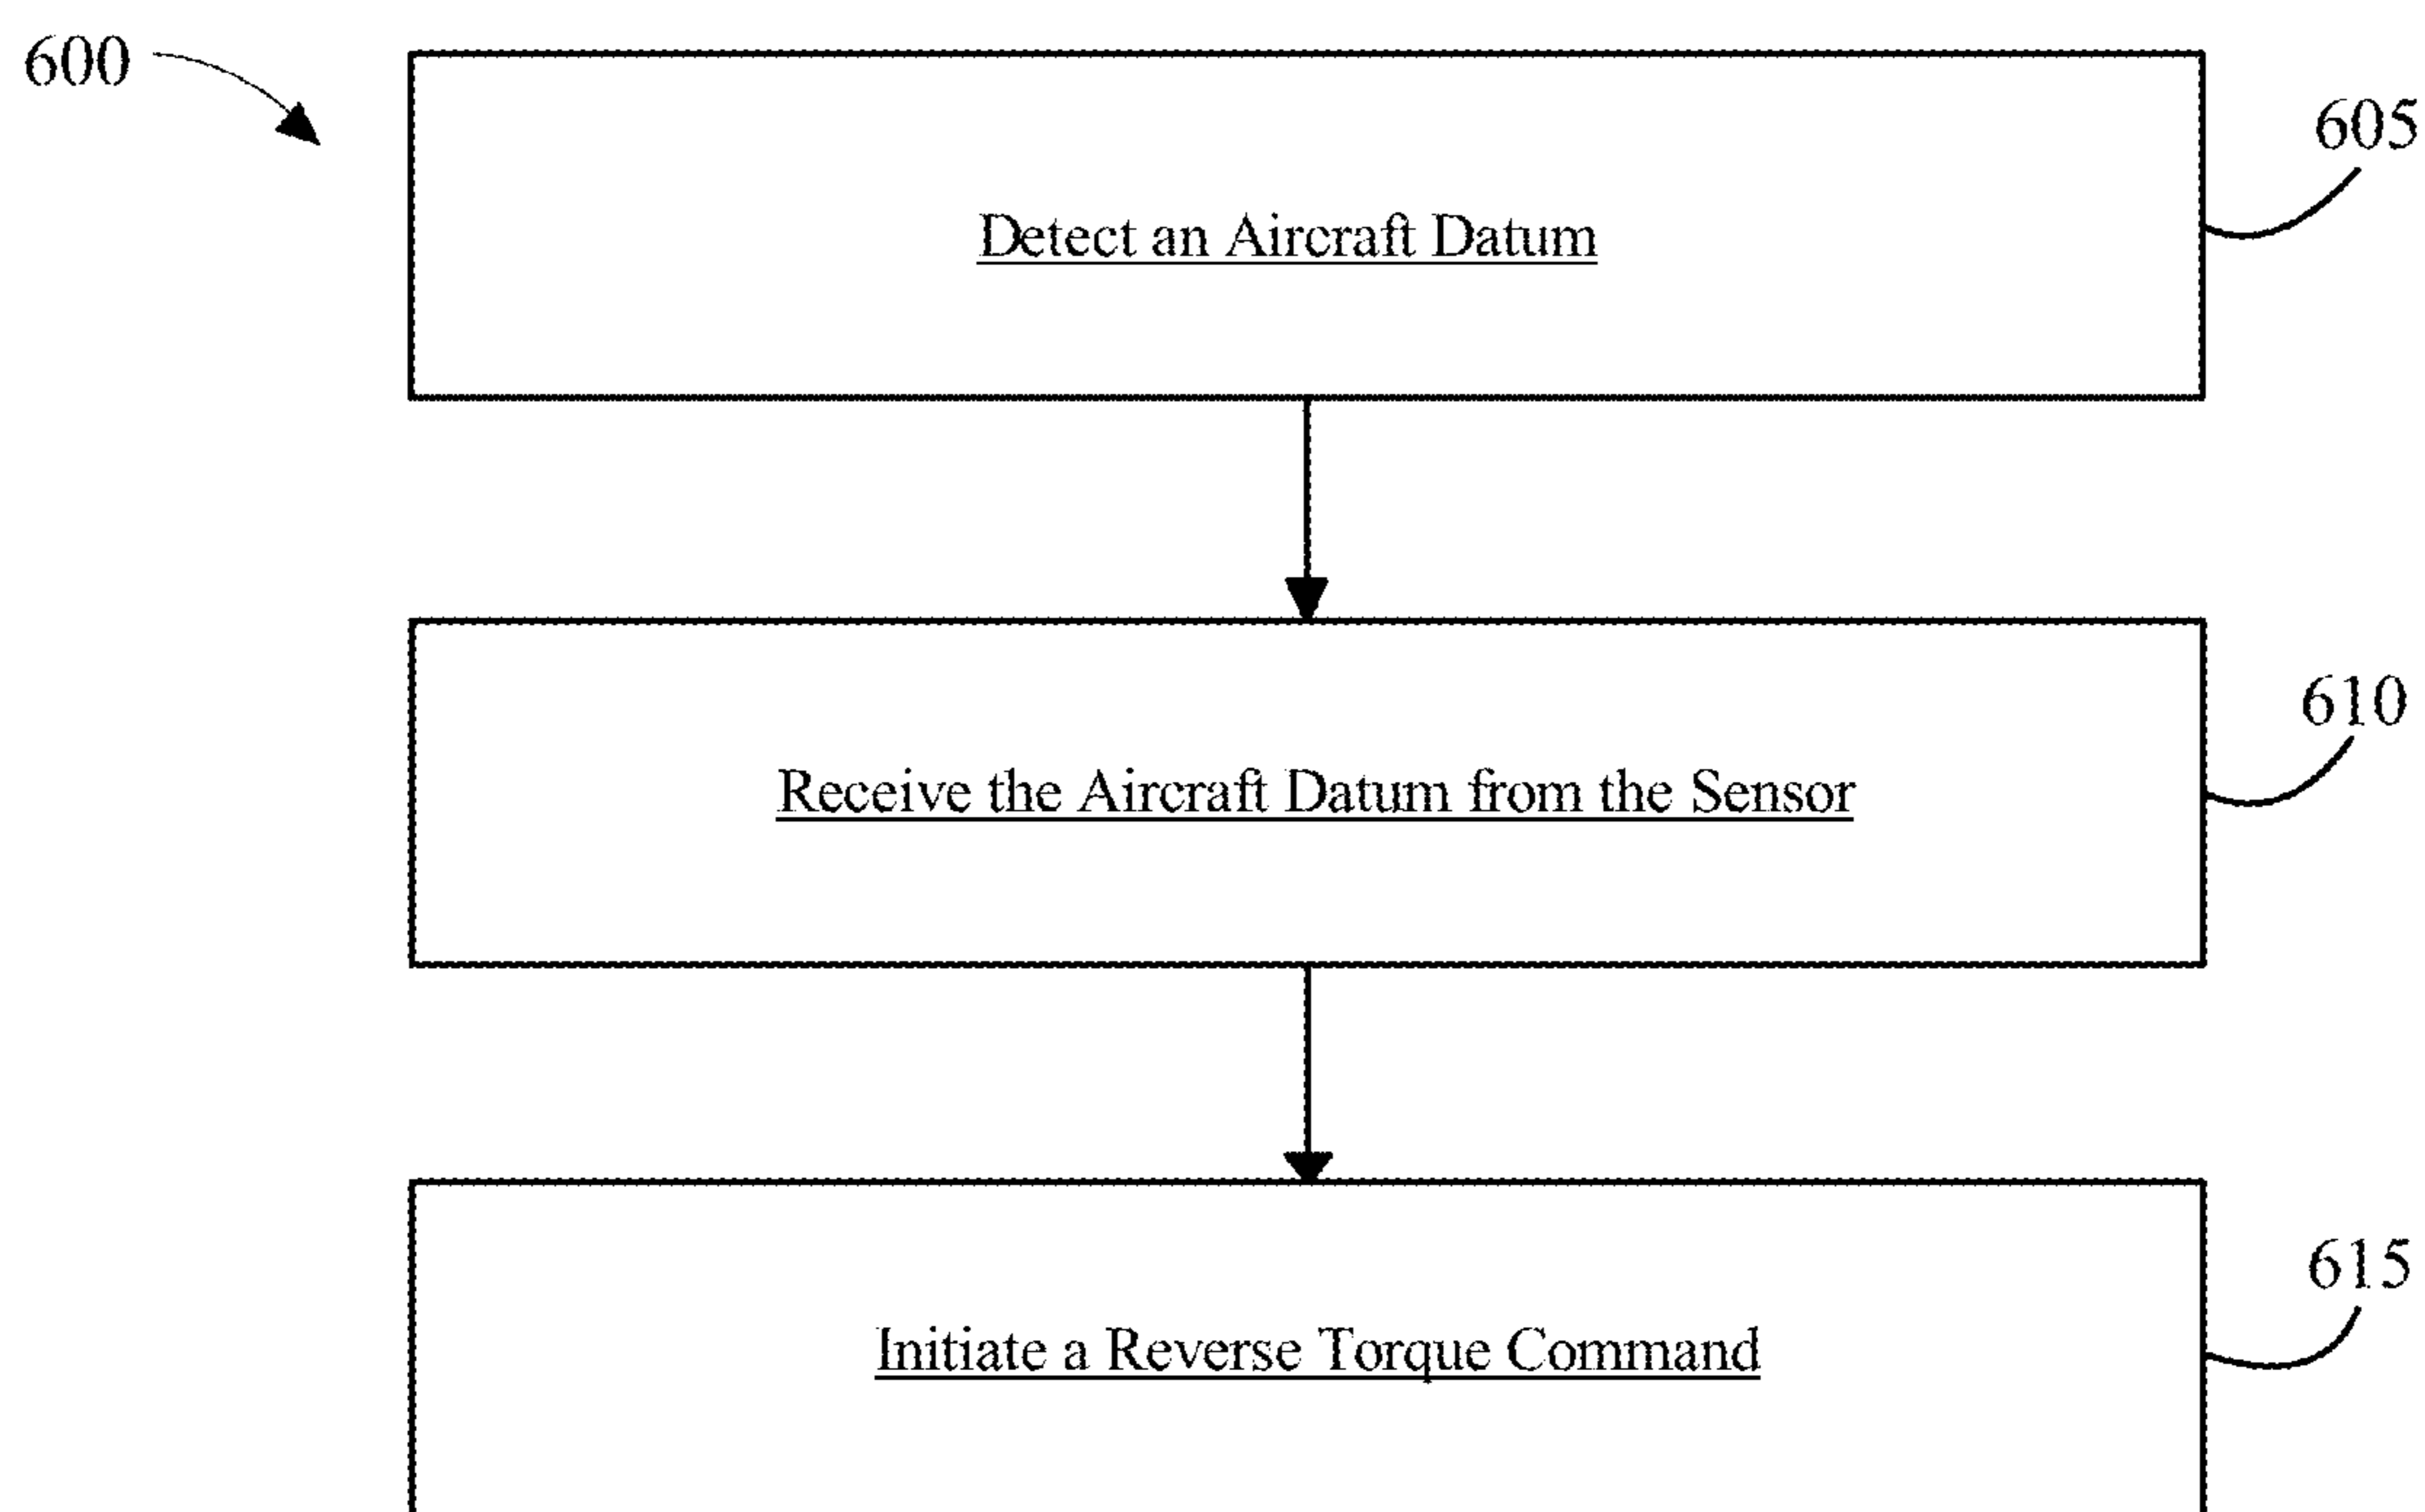 600
605
Detect an Aircraft Datum
610
Receive the Aircraft Datum from the Sensor
615
Initiate a Reverse Torque Command